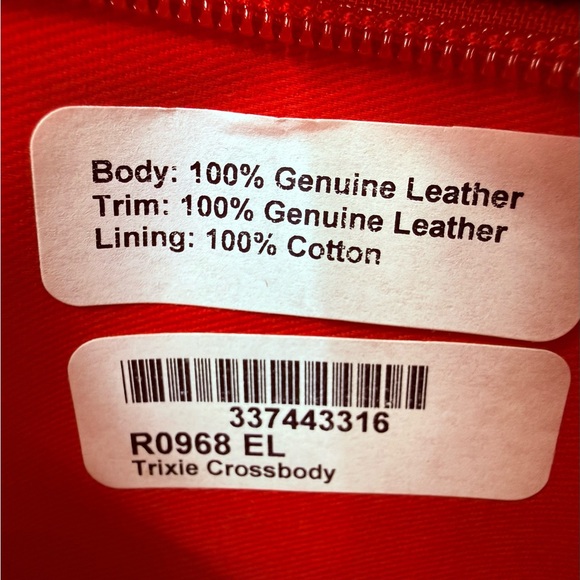 Body: 100% Genuine Leather
Trim: 100% Genuine Leather
Lining: 100% Cotton
337443316
R0968 EL
Trixie Crossbody